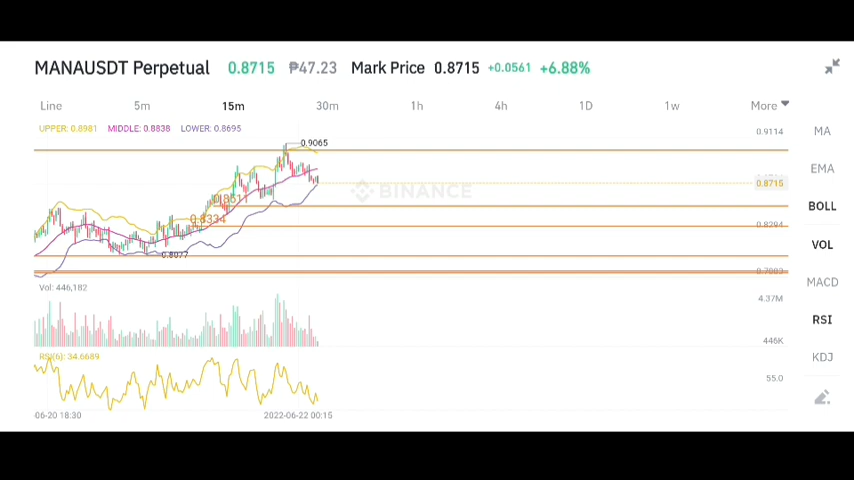 MANAUSDT Perpetual 0.8715 ₱47.23 Mark Price 0.8715 +0.0561 +6.88%
Line 5m 15m 30m 1h 4h 1D 1w More
UPPER: 0.8981 MIDDLE: 0.8838 LOWER: 0.8695
0.9114
MA
0.9065
EMA
0.8715
BINANCE
BOLL
0.8334
0.8294
VOL
0.8077
MACD
Vol: 446,182
4.37M
RSI
446K
RSI(6): 34.6689
KDJ
55.0
06-20 18:30 2022-06-22 00:15